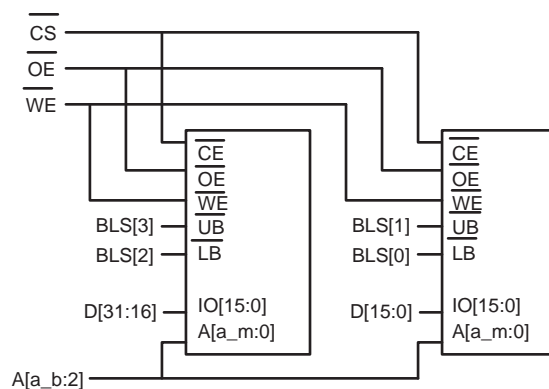 CS
OE
WE
CE
OE
WE
BLS[3] UB
BLS[2] LB
D[31:16] IO[15:0]
A[a_m:0]
CE
OE
WE
BLS[1] UB
BLS[0] LB
D[15:0] IO[15:0]
A[a_m:0]
A[a_b:2]